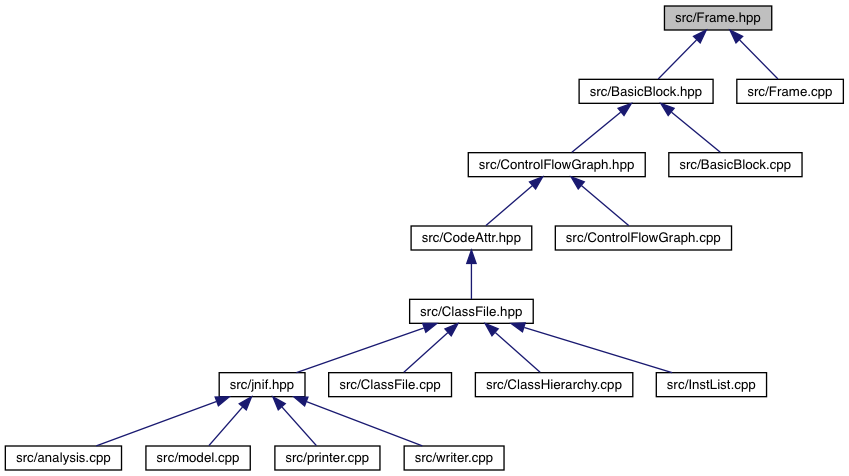 src/Frame.hpp
src/BasicBlock.hpp
src/Frame.cpp
src/ControlFlowGraph.hpp
src/BasicBlock.cpp
src/CodeAttr.hpp
src/ControlFlowGraph.cpp
src/ClassFile.hpp
src/jnif.hpp
src/ClassFile.cpp
src/ClassHierarchy.cpp
src/InstList.cpp
src/analysis.cpp
src/model.cpp
src/printer.cpp
src/writer.cpp